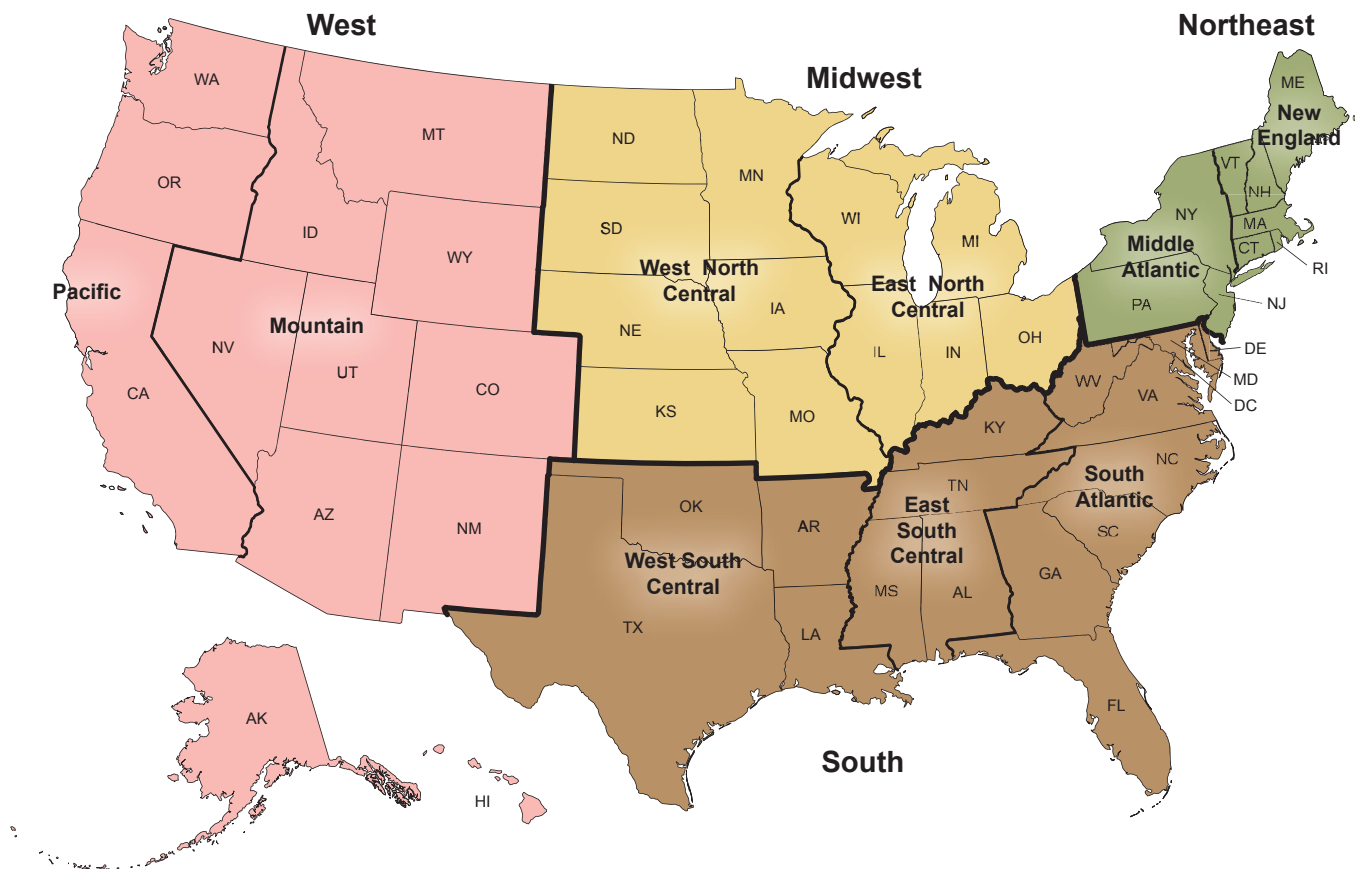 West
Northeast
Midwest
WA
MT
ND
MN
ME
New
England
OR
ID
WY
SD
WI
MI
VT
NH
NY
MA
CT
RI
Middle
Atlantic
Pacific
Mountain
West North
Central
East North
Central
PA
NJ
NV
UT
CO
NE
IA
IL
IN
OH
DE
MD
DC
CA
KS
MO
WV
VA
KY
NC
AZ
NM
OK
AR
TN
South
Atlantic
SC
East
South
Central
West South
Central
TX
LA
MS
AL
GA
FL
AK
HI
South